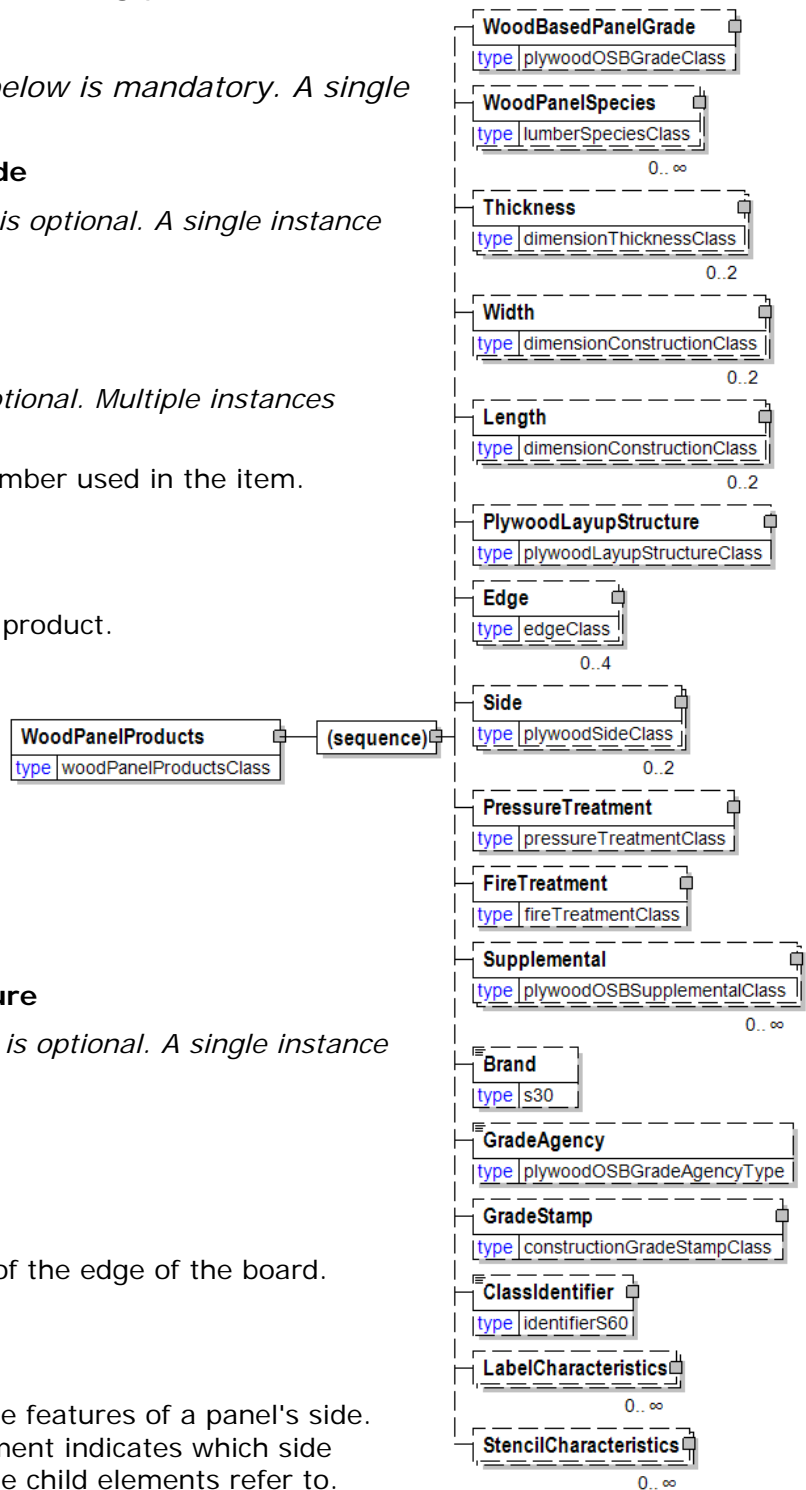 below is mandatory. A single
is optional. A single instance
optional. Multiple instances
used in the item.
product.
is optional. A single instance
of the edge of the board.
features of a panel's side.
indicates which side
child elements refer to.
WoodPanelProducts
type woodPanelProductsClass
(sequence)
WoodBasedPanelGrade
type plywoodOSBGradeClass
WoodPanelSpecies
type lumberSpeciesClass
0.. ∞
Thickness
type dimensionThicknessClass
0..2
Width
type dimensionConstructionClass
0..2
Length
type dimensionConstructionClass
0..2
PlywoodLayupStructure
type plywoodLayupStructureClass
Edge
type edgeClass
0..4
Side
type plywoodSideClass
0..2
PressureTreatment
type pressureTreatmentClass
FireTreatment
type fireTreatmentClass
Supplemental
type plywoodOSBSupplementalClass
0.. ∞
Brand
type s30
GradeAgency
type plywoodOSBGradeAgencyType
GradeStamp
type constructionGradeStampClass
ClassIdentifier
type identifierS60
LabelCharacteristics
0.. ∞
StencilCharacteristics
0.. ∞